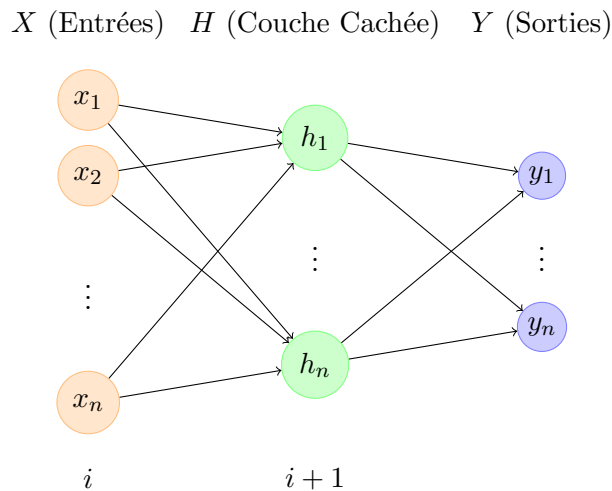 X (Entrées) H (Couche Cachée) Y (Sorties)
x₁
h₁
x₂
y₁
⋮
⋮
⋮
yₙ
hₙ
xₙ
i
i + 1